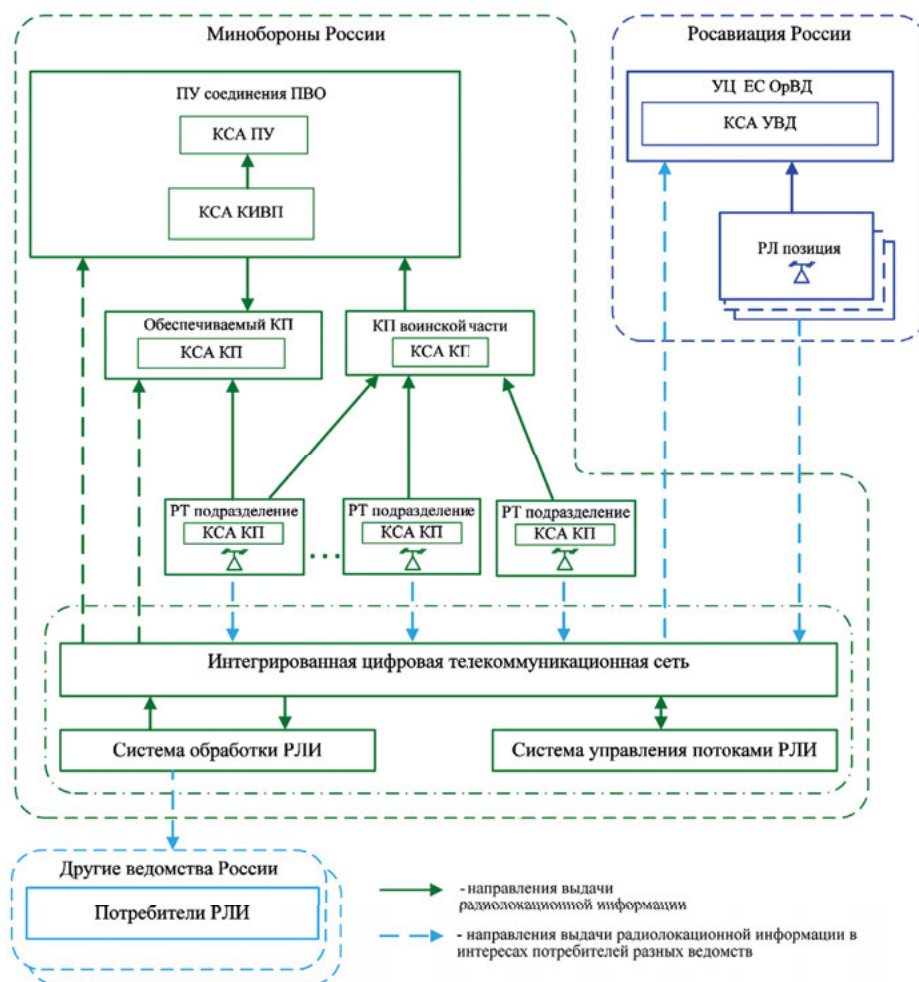 Минобороны России
ПУ соединения ПВО
КСА ПУ
КСА КИВП
Обеспечиваемый КП
КСА КП
КП воинской части
КСА КП
РТ подразделение
КСА КП
РТ подразделение
КСА КП
РТ подразделение
КСА КП
Росавиация России
УЦ ЕС ОрВД
КСА УВД
РЛ позиция
Интегрированная цифровая телекоммуникационная сеть
Система обработки РЛИ
Система управления потоками РЛИ
Другие ведомства России
Потребители РЛИ
- направления выдачи
радиолокационной информации
- направления выдачи радиолокационной информации в
интересах потребителей разных ведомств